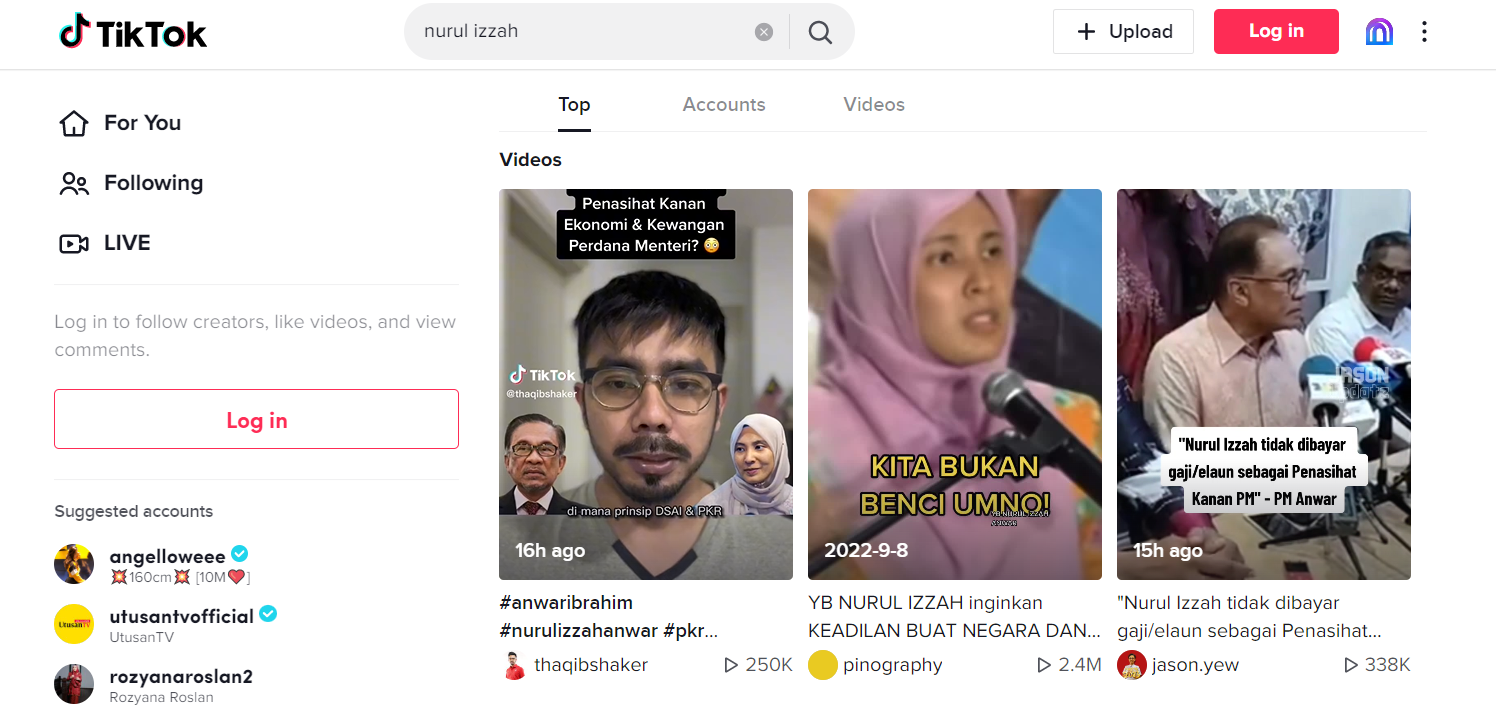 TikTok
nurul izzah
Upload
Log in
For You
Following
LIVE
Log in to follow creators, like videos, and view
comments.
Log in
Suggested accounts
angelloweee
💥160cm💥 [10M❤️]
utusantvofficial
UtusanTV
rozyanaroslan2
Rozyana Roslan
Top
Accounts
Videos
Videos
Penasihat Kanan
Ekonomi & Kewangan
Perdana Menteri? 😳
TikTok
@thaqibshaker
di mana prinsip DSAI & PKR
16h ago
#anwaribrahim
#nurulizzahanwar #pkr...
thaqibshaker
250K
KITA BUKAN
BENCI UMNO!
YB NURUL IZZAH
ANWAR
2022-9-8
YB NURUL IZZAH inginkan
KEADILAN BUAT NEGARA DAN...
pinography
2.4M
"Nurul Izzah tidak dibayar
gaji/elaun sebagai Penasihat
Kanan PM" - PM Anwar
15h ago
"Nurul Izzah tidak dibayar
gaji/elaun sebagai Penasihat...
jason.yew
338K